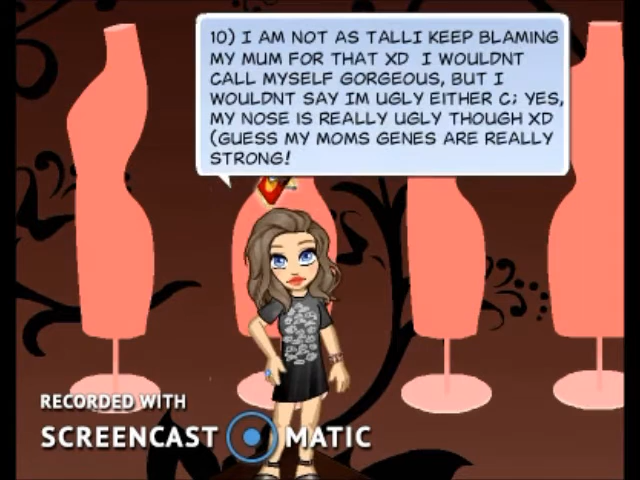 10) I AM NOT AS TALLI KEEP BLAMING
MY MUM FOR THAT XD I WOULDNT
CALL MYSELF GORGEOUS, BUT I
WOULDNT SAY IM UGLY EITHER C; YES,
MY NOSE IS REALLY UGLY THOUGH XD
(GUESS MY MOMS GENES ARE REALLY
STRONG!
RECORDED WITH
SCREENCAST MATIC